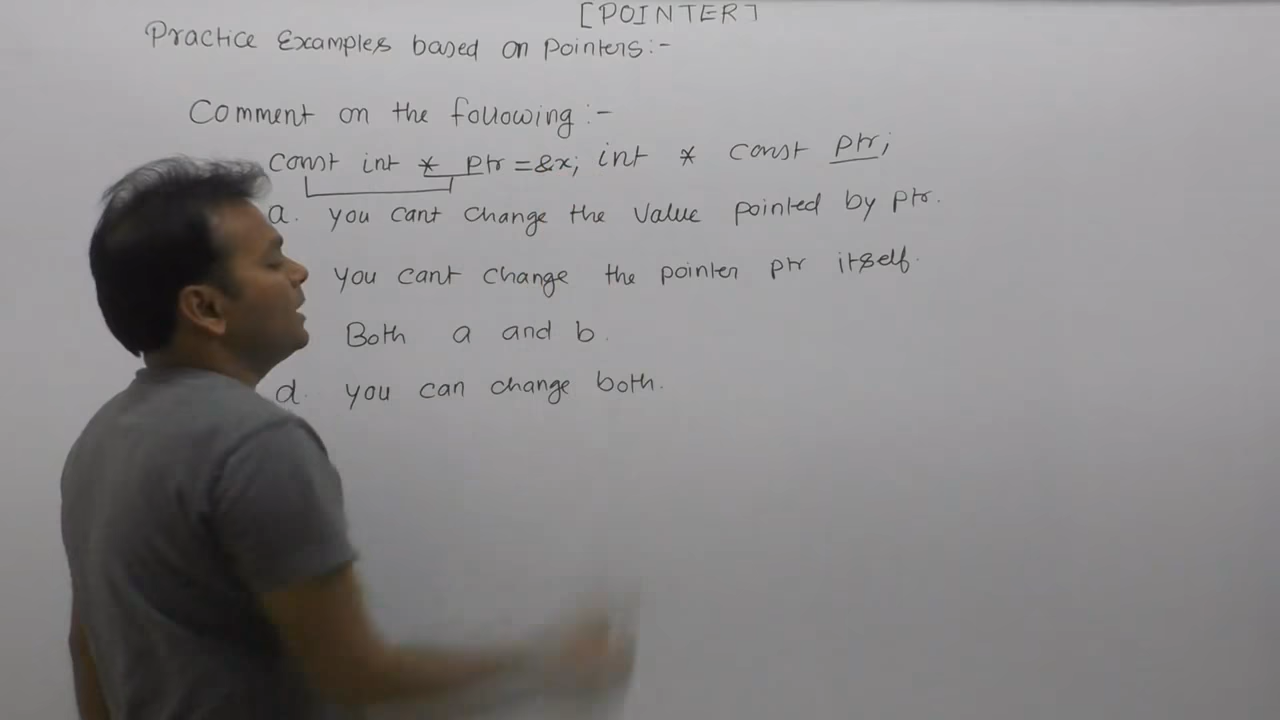 [POINTER]
Practice Examples based on pointers:-
Comment on the following :-
const int * ptr = &x; int * const ptr;
a. you cant change the value pointed by ptr.
you cant change the pointer ptr itself.
Both a and b.
d. you can change both.